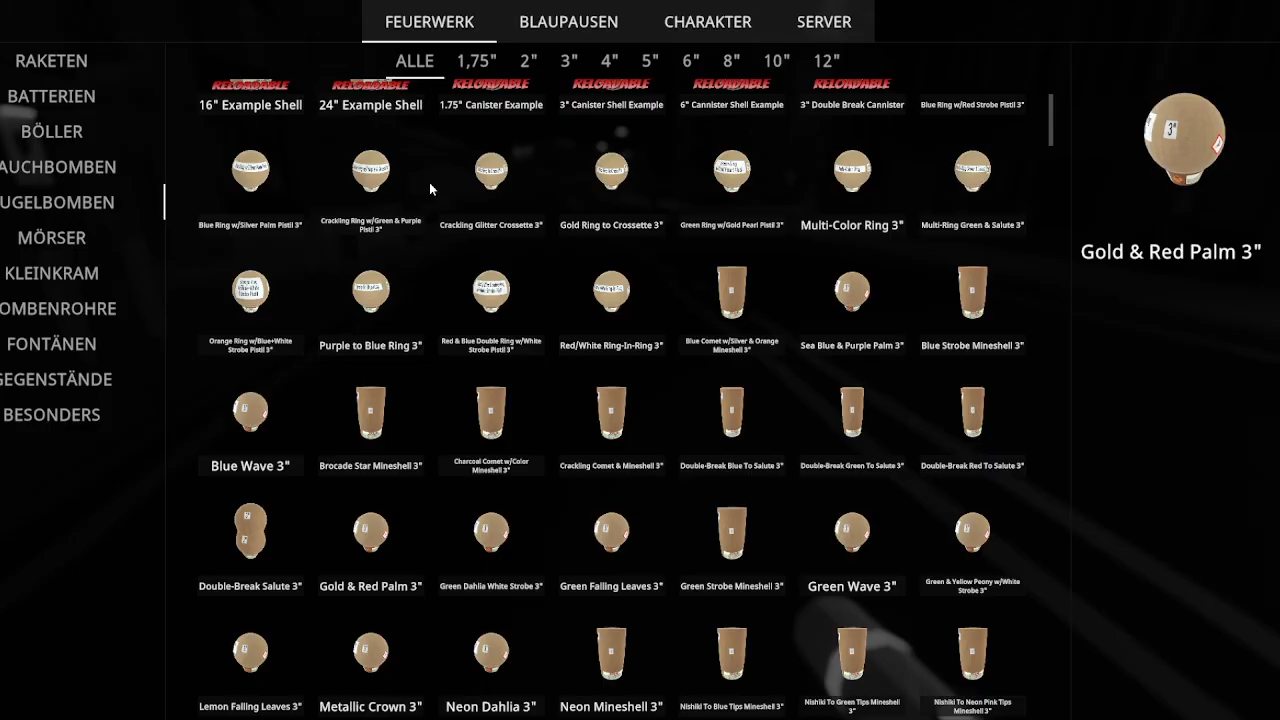 FEUERWERK
BLAUPAUSEN
CHARAKTER
SERVER
RAKETEN
BATTERIEN
BÖLLER
AUCHBOMBEN
UGELBOMBEN
MÖRSER
KLEINKRAM
OMBENROHRE
FONTÄNEN
GEGENSTÄNDE
BESONDERS
ALLE
1,75"
2"
3"
4"
5"
6"
8"
10"
12"
RELOADABLE
RELOADABLE
RELOADABLE
RELOADABLE
RELOADABLE
RELOADABLE
16" Example Shell
24" Example Shell
1.75" Canister Example
3" Canister Shell Example
6" Cannister Shell Example
3" Double Break Cannister
Blue Ring w/Red Strobe Pistil 3"
Blue Ring w/Silver Palm Pistil 3"
Crackling Ring w/Green & Purple
Pistil 3"
Crackling Glitter Crossette 3"
Gold Ring to Crossette 3"
Green Ring w/Gold Pearl Pistil 3"
Multi-Color Ring 3"
Multi-Ring Green & Salute 3"
Orange Ring w/Blue+White
Strobe Pistil 3"
Purple to Blue Ring 3"
Red & Blue Double Ring w/White
Strobe Pistil 3"
Red/White Ring-In-Ring 3"
Blue Comet w/Silver & Orange
Mineshell 3"
Sea Blue & Purple Palm 3"
Blue Strobe Mineshell 3"
Blue Wave 3"
Brocade Star Mineshell 3"
Charcoal Comet w/Color
Mineshell 3"
Crackling Comet & Mineshell 3"
Double-Break Blue To Salute 3"
Double-Break Green To Salute 3"
Double-Break Red To Salute 3"
Double-Break Salute 3"
Gold & Red Palm 3"
Green Dahlia White Strobe 3"
Green Falling Leaves 3"
Green Strobe Mineshell 3"
Green Wave 3"
Green & Yellow Peony w/White
Strobe 3"
Lemon Falling Leaves 3"
Metallic Crown 3"
Neon Dahlia 3"
Neon Mineshell 3"
Nishiki To Blue Tips Mineshell 3"
Nishiki To Green Tips Mineshell
3"
Nishiki To Neon Pink Tips
Mineshell 3"
3"
Gold & Red Palm 3"